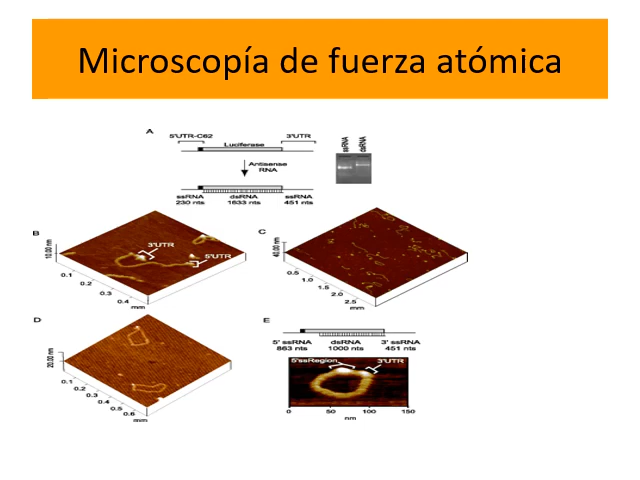 Microscopía de fuerza atómica
A
5'UTR-C62
Luciferase
3'UTR
Antisense
RNA
ssRNA dsRNA ssRNA
230 nts 1633 nts 451 nts
ssRNA
dsRNA
B
3'UTR
5'UTR
10.00 nm
0.1
0.2
0.3
0.4
mm
C
40.00 nm
0.5
1.0
1.5
2.0
2.5
mm
D
20.00 nm
0.1
0.2
0.3
0.4
0.5
0.6
mm
E
5' ssRNA dsRNA 3' ssRNA
863 nts 1000 nts 451 nts
5'ssRegion 3'UTR
0 50 100 150
nm